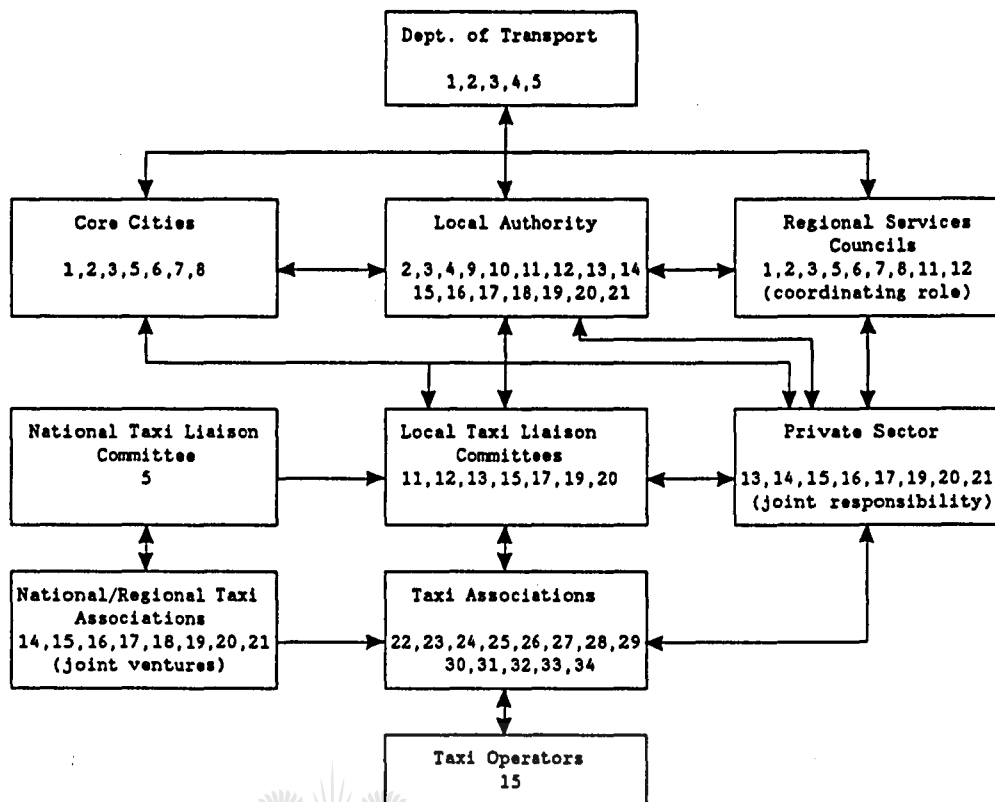 Dept. of Transport
1,2,3,4,5
Core Cities
1,2,3,5,6,7,8
Local Authority
2,3,4,9,10,11,12,13,14
15,16,17,18,19,20,21
Regional Services
Councils
1,2,3,5,6,7,8,11,12
(coordinating role)
National Taxi Liaison
Committee
5
Local Taxi Liaison
Committees
11,12,13,15,17,19,20
Private Sector
13,14,15,16,17,19,20,21
(joint responsibility)
National/Regional Taxi
Associations
14,15,16,17,18,19,20,21
(joint ventures)
Taxi Associations
22,23,24,25,26,27,28,29
30,31,32,33,34
Taxi Operators
15